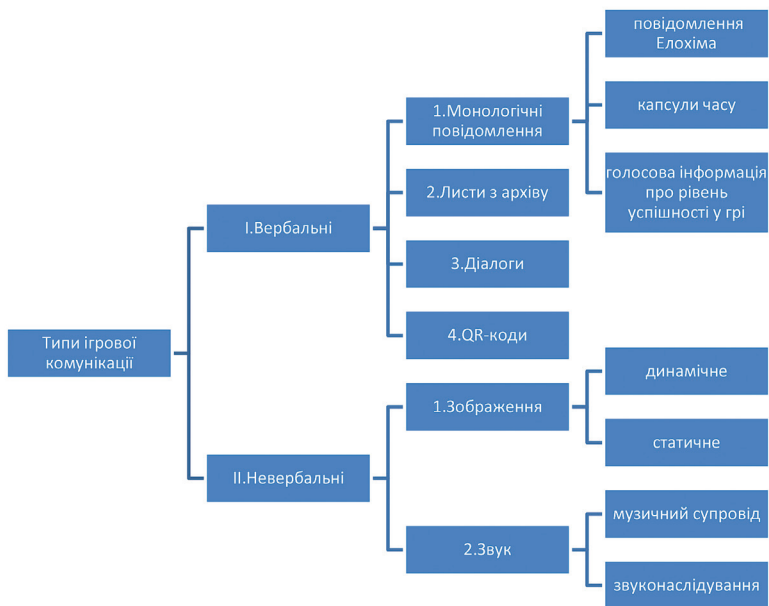 Типи ігрової
комунікації
І.Вербальні
1.Монологічні
повідомлення
повідомлення
Елохіма
капсули часу
голосова інформація
про рівень
успішності у грі
2.Листи з архіву
3.Діалоги
4.QR-коди
ІІ.Невербальні
1.Зображення
динамічне
статичне
2.Звук
музичний супровід
звуконаслідування